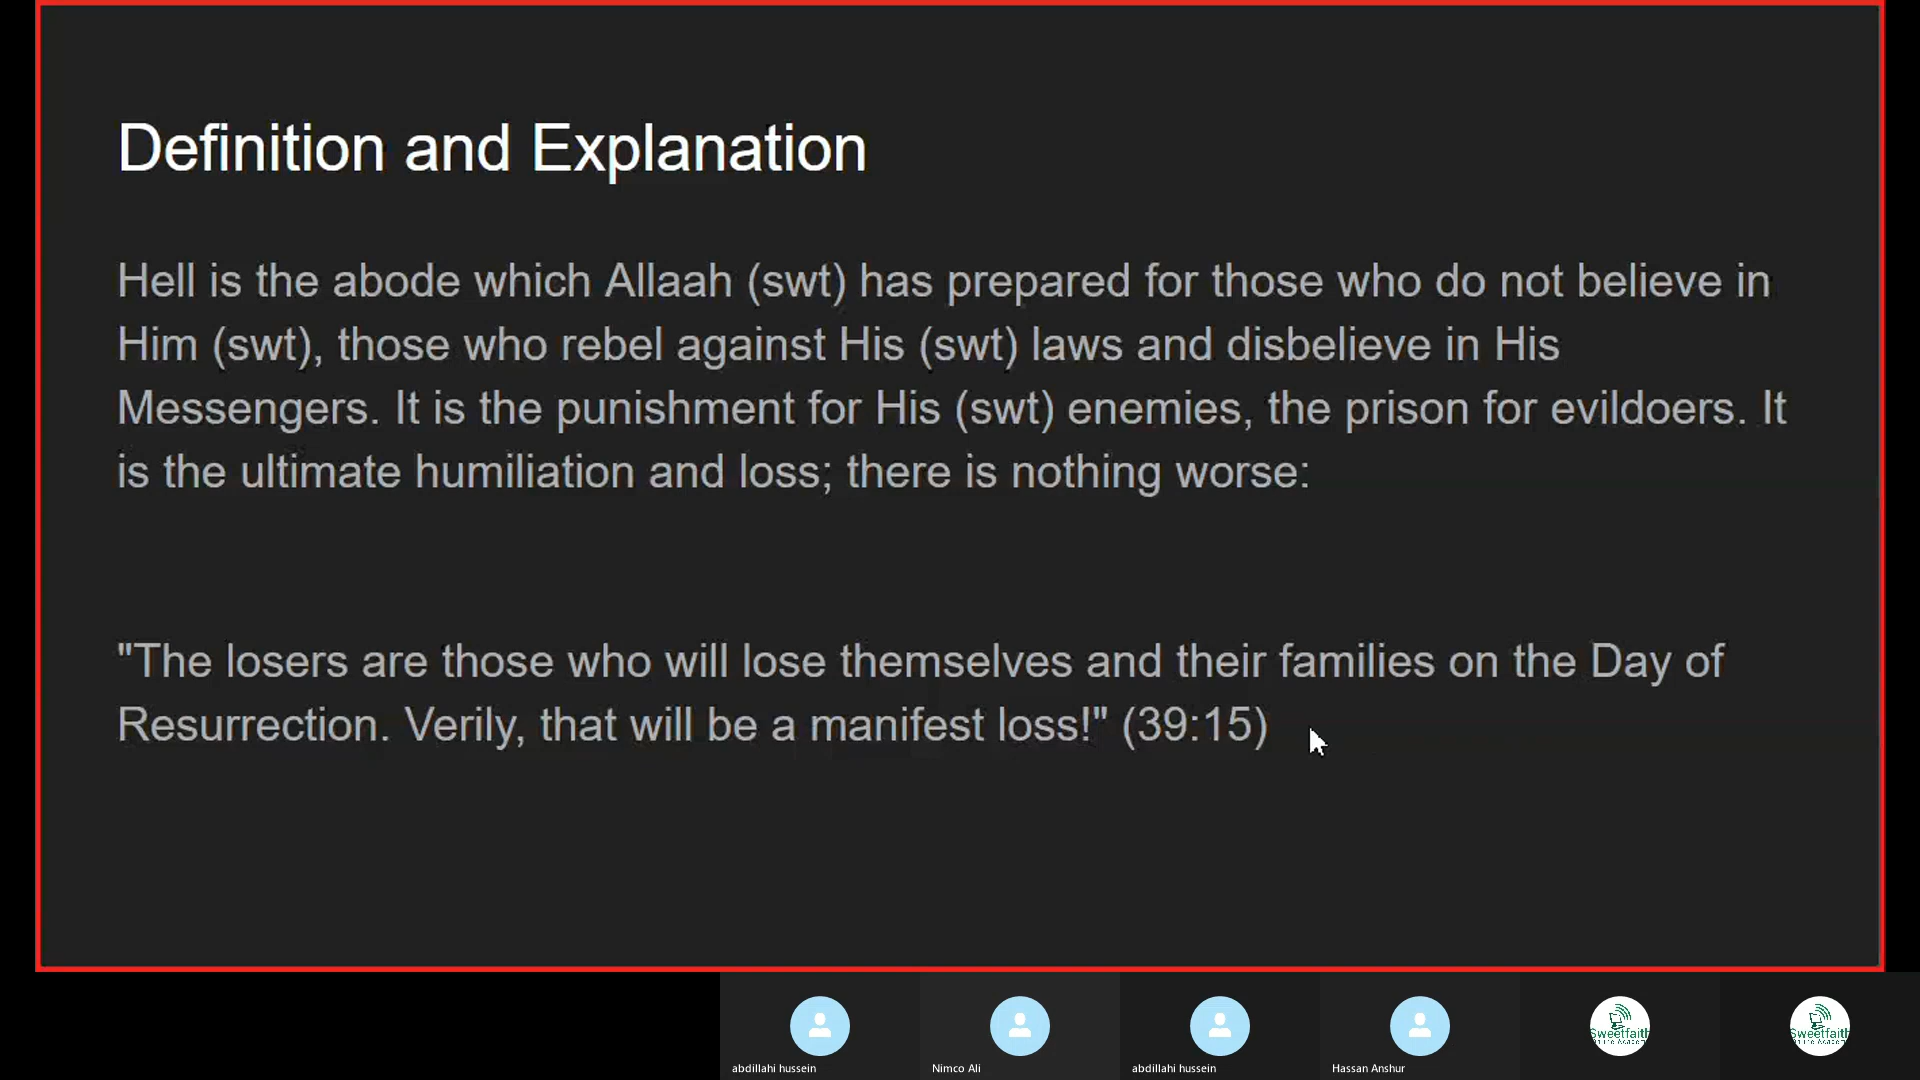 Definition and Explanation
Hell is the abode which Allaah (swt) has prepared for those who do not believe in
Him (swt), those who rebel against His (swt) laws and disbelieve in His
Messengers. It is the punishment for His (swt) enemies, the prison for evildoers. It
is the ultimate humiliation and loss; there is nothing worse:
"The losers are those who will lose themselves and their families on the Day of
Resurrection. Verily, that will be a manifest loss!" (39:15)
Sweetfaith
Sweetfaith
abdillahi hussein
Nimco Ali
abdillahi hussein
Hassan Anshur